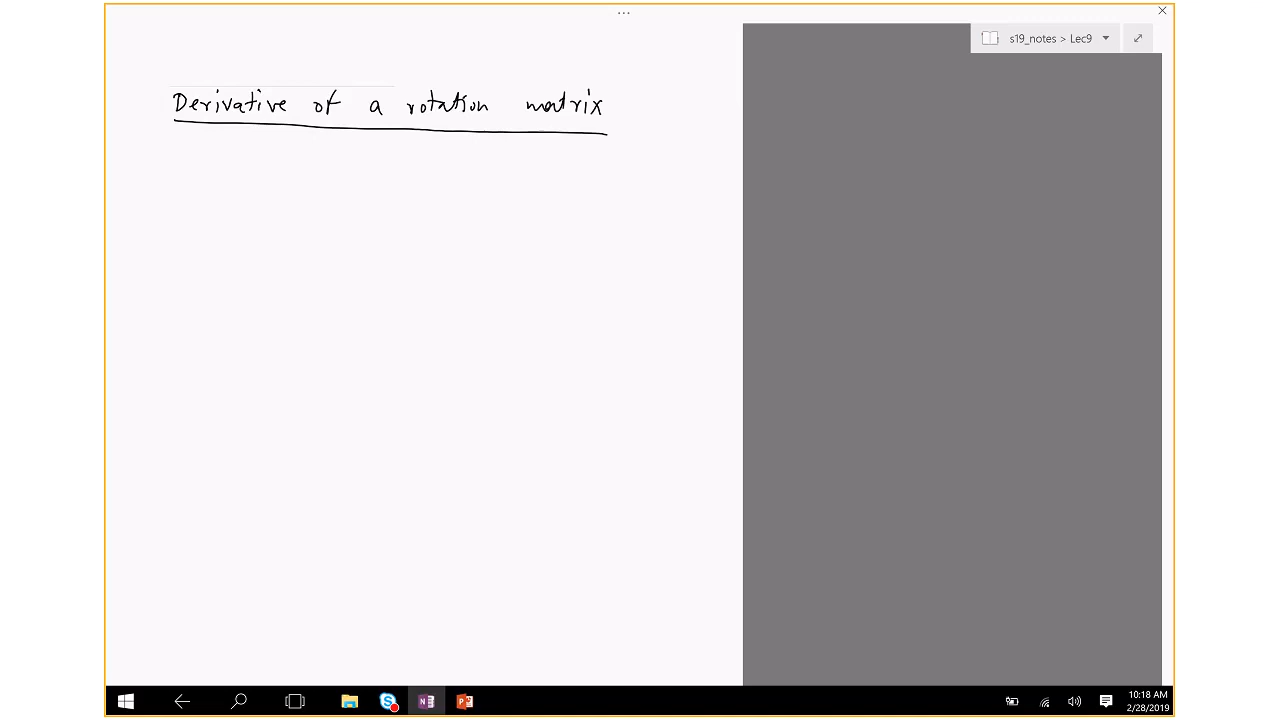 ...
s19_notes > Lec9
Derivative of a rotation matrix
10:18 AM
2/28/2019